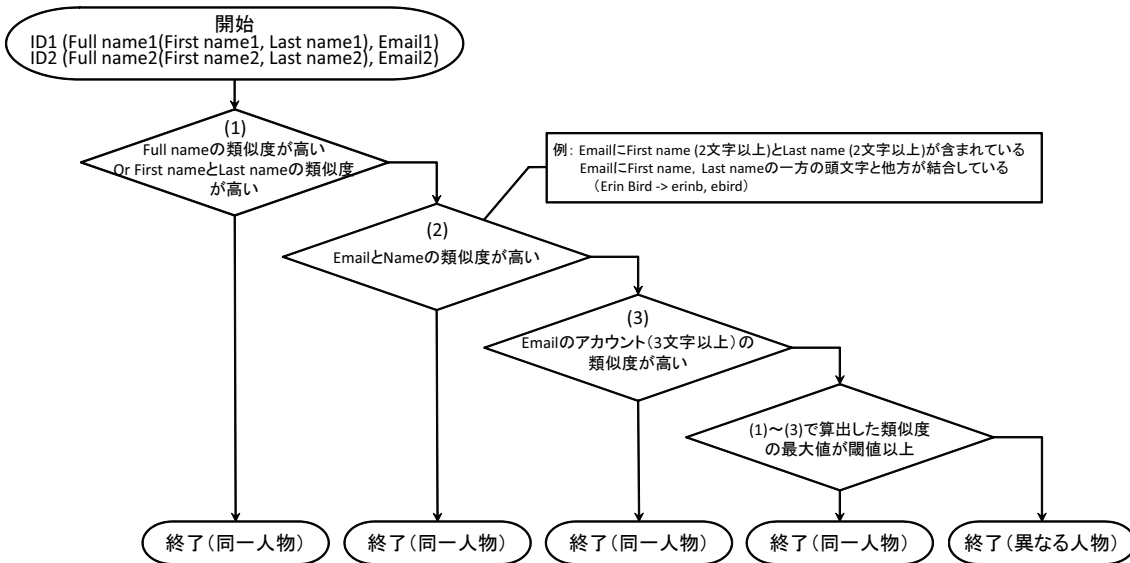 開始
ID1 (Full name1(First name1, Last name1), Email1)
ID2 (Full name2(First name2, Last name2), Email2)
(1)
Full nameの類似度が高い
Or First nameとLast nameの類似度
が高い
例: EmailにFirst name (2文字以上)とLast name (2文字以上)が含まれている
EmailにFirst name, Last nameの一方の頭文字と他方が結合している
(Erin Bird -> erinb, ebird)
(2)
EmailとNameの類似度が高い
(3)
Emailのアカウント(3文字以上)の
類似度が高い
(1)～(3)で算出した類似度
の最大値が閾値以上
終了(同一人物)
終了(同一人物)
終了(同一人物)
終了(同一人物)
終了(異なる人物)